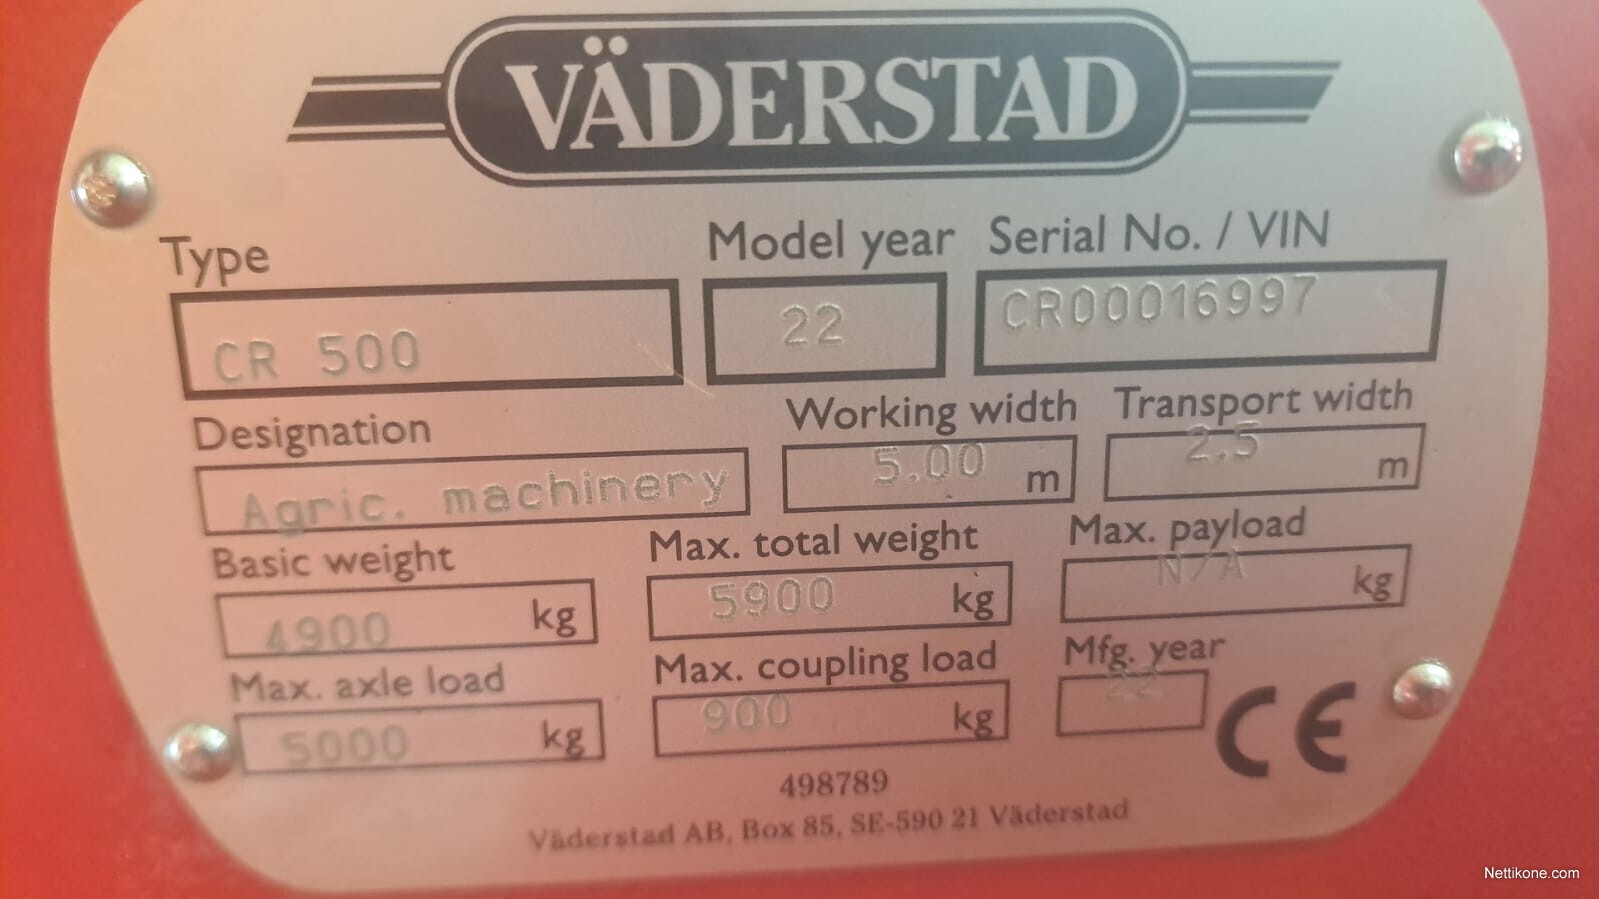 VÄDERSTAD
Type Model year Serial No. / VIN
CR 500 22 CR00016997
Designation Working width Transport width
Agric. machinery 5.00 m 2.5 m
Basic weight Max. total weight Max. payload
4900 kg 5900 kg N/A kg
Max. axle load Max. coupling load Mfg. year
5000 kg 900 kg 22 CE
498789
Väderstad AB, Box 85, SE-590 21 Väderstad
Nettikone.com